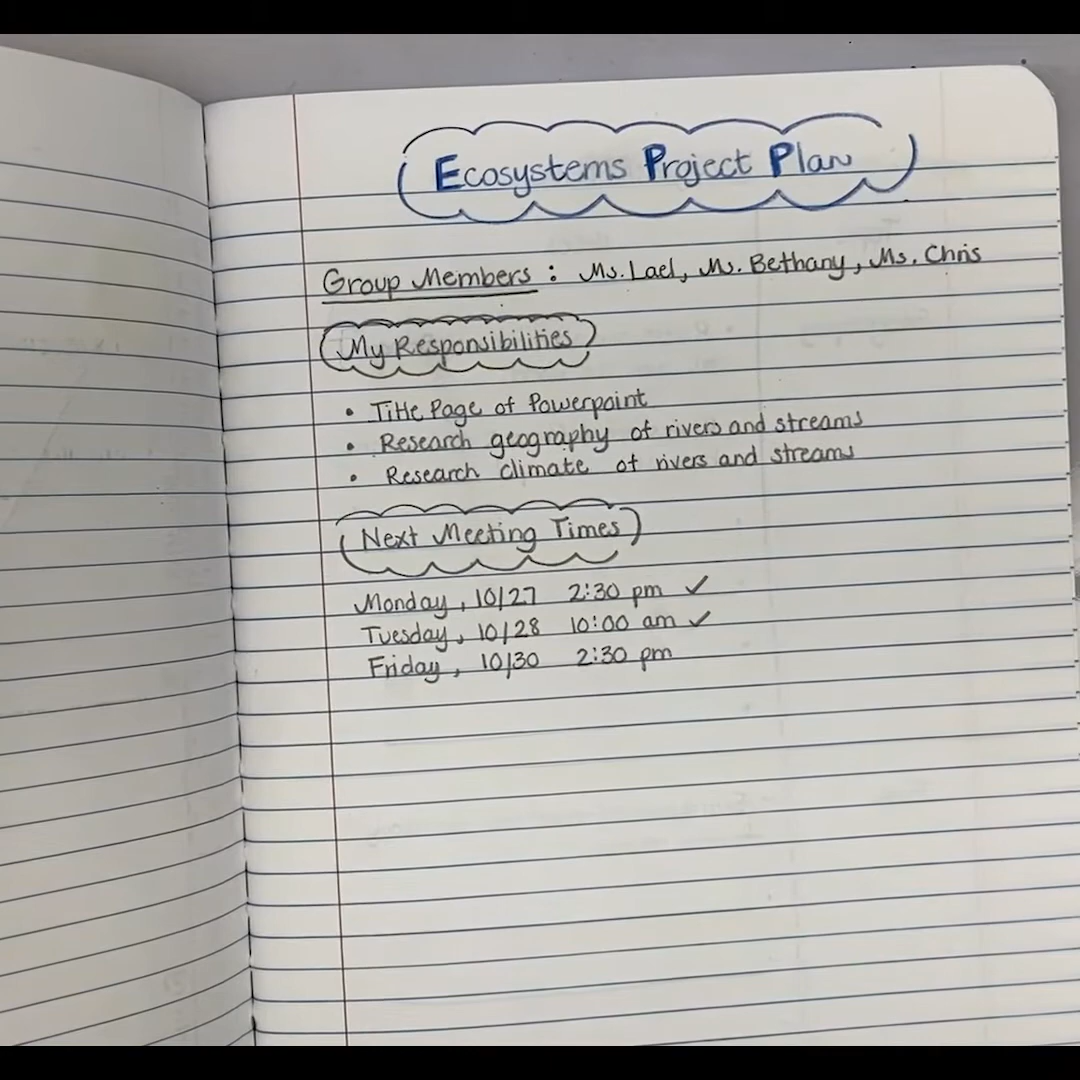 Ecosystems Project Plan
Group Members : Ms. Lael, Ms. Bethany, Ms. Chris
My Responsibilities
• Title Page of Powerpoint
• Research geography of rivers and streams
• Research climate of rivers and streams
Next Meeting Times
Monday, 10/27 2:30 pm ✓
Tuesday, 10/28 10:00 am ✓
Friday, 10/30 2:30 pm